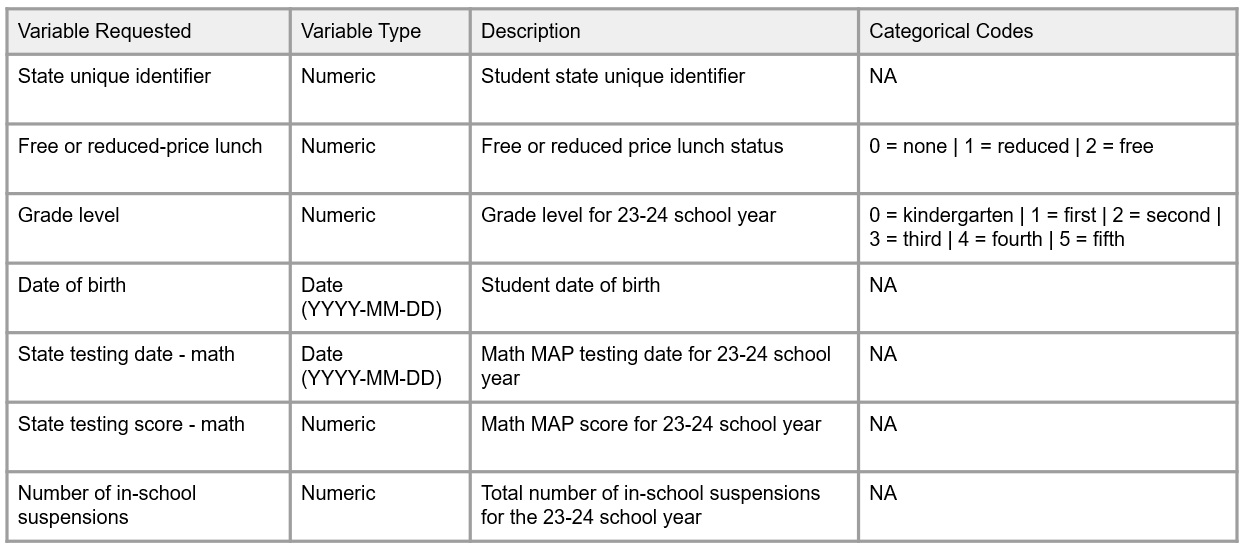 Variable Requested
Variable Type
Description
Categorical Codes
State unique identifier
Numeric
Student state unique identifier
NA
Free or reduced-price lunch
Numeric
Free or reduced price lunch status
0 = none | 1 = reduced | 2 = free
Grade level
Numeric
Grade level for 23-24 school year
0 = kindergarten | 1 = first | 2 = second |
3 = third | 4 = fourth | 5 = fifth
Date of birth
Date
(YYYY-MM-DD)
Student date of birth
NA
State testing date - math
Date
(YYYY-MM-DD)
Math MAP testing date for 23-24 school
year
NA
State testing score - math
Numeric
Math MAP score for 23-24 school year
NA
Number of in-school
suspensions
Numeric
Total number of in-school suspensions
for the 23-24 school year
NA